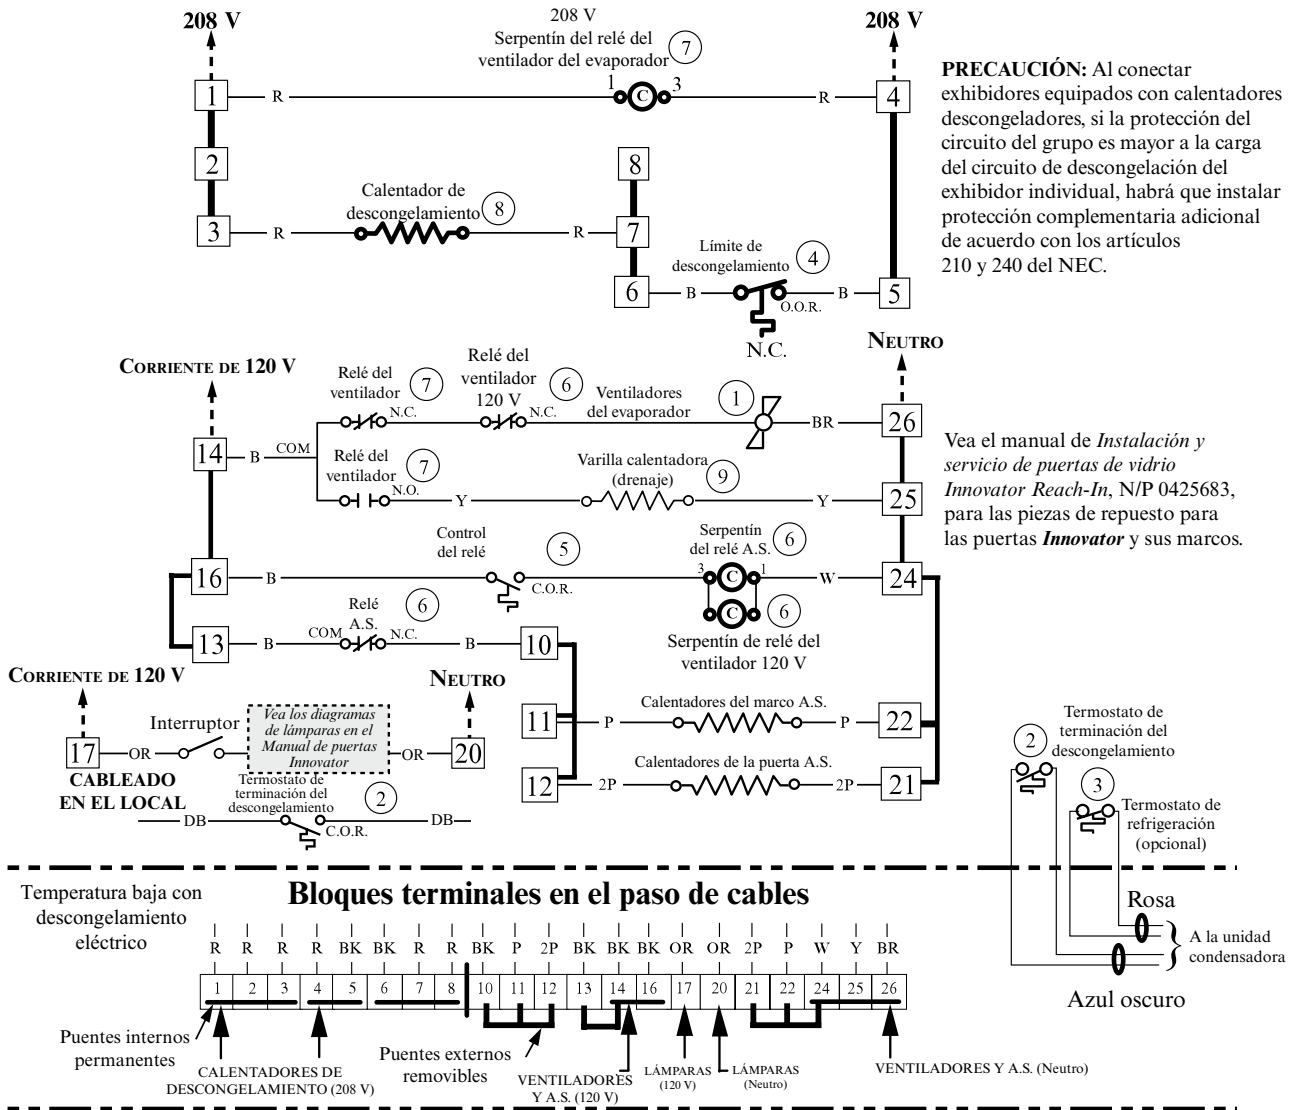 208 V
208 V
208 V
Serpentín del relé del
ventilador del evaporador
7
1
R
1
C
3
R
4
2
8
Calentador de
descongelamiento
8
3
R
R
7
Límite de
descongelamiento
4
6
B
O.O.R.
B
5
N.C.
PRECAUCIÓN: Al conectar
exhibidores equipados con calentadores
descongeladores, si la protección del
circuito del grupo es mayor a la carga
del circuito de descongelación del
exhibidor individual, habrá que instalar
protección complementaria adicional
de acuerdo con los artículos
210 y 240 del NEC.
CORRIENTE DE 120 V
NEUTRO
Relé del
ventilador
7
N.C.
Relé del
ventilador
120 V
6
N.C.
Ventiladores
del evaporador
1
BR
26
14
B
COM
Relé del
ventilador
7
N.O.
Y
Varilla calentadora
(drenaje)
9
Y
25
Vea el manual de Instalación y
servicio de puertas de vidrio
Innovator Reach-In, N/P 0425683,
para las piezas de repuesto para
las puertas Innovator y sus marcos.
Control
del relé
5
C.O.R.
Serpentín
del relé A.S.
6
16
B
3
C
1
W
24
C
6
Serpentín de relé del
ventilador 120 V
Relé
A.S.
6
13
B
COM
N.C.
B
10
CORRIENTE DE 120 V
NEUTRO
Interruptor
Vea los diagramas
de lámparas en el
Manual de puertas
Innovator
17
OR
OR
20
CABLEADO
EN EL LOCAL
Calentadores del marco A.S.
11
P
P
22
Calentadores de la puerta A.S.
12
2P
2P
21
Termostato de
terminación del
descongelamiento
2
DB
C.O.R.
DB
Termostato de
terminación del
descongelamiento
2
3
Termostato de
refrigeración
(opcional)
Rosa
A la unidad
condensadora
Azul oscuro
Temperatura baja con
descongelamiento
eléctrico
Bloques terminales en el paso de cables
R R R R BK BK R R BK P 2P BK BK BK OR OR 2P P W Y BR
1 2 3 4 5 6 7 8 10 11 12 13 14 16 17 20 21 22 24 25 26
Puentes internos
permanentes
CALENTADORES DE
DESCONGELAMIENTO (208 V)
Puentes externos
removibles
VENTILADORES
Y A.S. (120 V)
LÁMPARAS
(120 V)
LÁMPARAS
(Neutro)
VENTILADORES Y A.S. (Neutro)